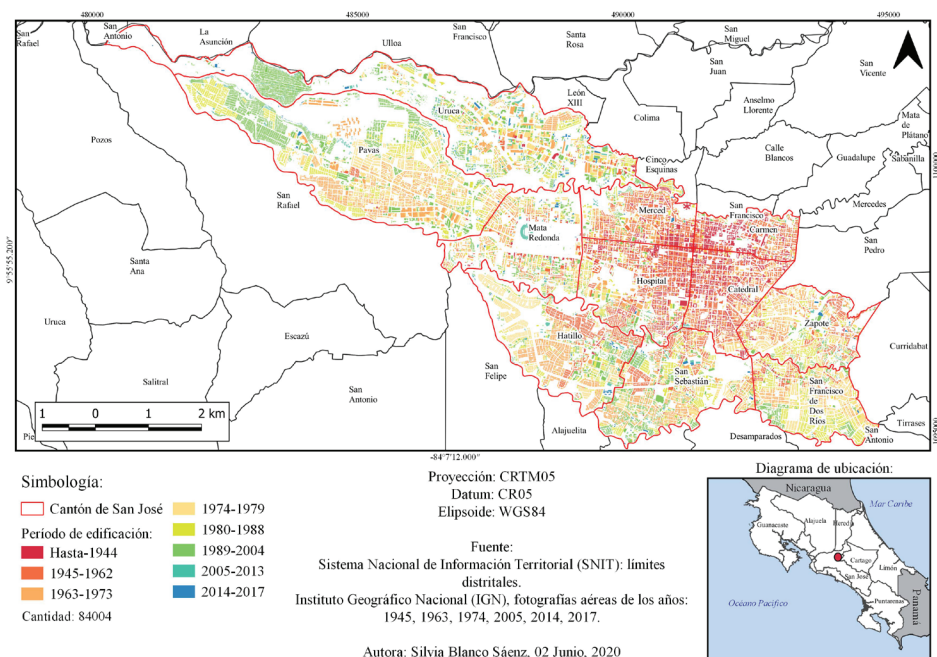 480000
485000
490000
495000
San
Rafael
San
Antonio
La
Asunción
Ulloa
San
Francisco
Santa
Rosa
San
Miguel
San
Juan
San
Vicente
León
XIII
Colima
Anselmo
Llorente
Mata
de
Plátano
Uruca
Pozos
Pavas
Cinco
Esquinas
Calle
Blancos
Guadalupe
Sabanilla
1100000
San
Rafael
Merced
San
Francisco
Carmen
Mercedes
Mata
Redonda
San
Pedro
9°55'55.200"
Santa
Ana
Hospital
Catedral
Uruca
Escazú
Hatillo
Zapote
Curridabat
San
Felipe
San
Sebastián
San
Francisco
de
Dos
Ríos
Salitral
San
Antonio
1 0 1 2 km
Pie
Alajuelita
Desamparados
San
Antonio
Tirrases
1095000
-84°7'12.000"
Simbología:
Cantón de San José
Período de edificación:
Hasta-1944
1945-1962
1963-1973
1974-1979
1980-1988
1989-2004
2005-2013
2014-2017
Cantidad: 84004
Proyección: CRTM05
Datum: CR05
Elipsoide: WGS84
Fuente:
Sistema Nacional de Información Territorial (SNIT): límites
distritales.
Instituto Geográfico Nacional (IGN), fotografías aéreas de los años:
1945, 1963, 1974, 2005, 2014, 2017.
Autora: Silvia Blanco Sáenz, 02 Junio, 2020
Diagrama de ubicación:
Nicaragua
Mar Caribe
Guanacaste
Alajuela
Heredia
Cartago
Limón
San José
Puntarenas
Océano Pacifico
Panamá